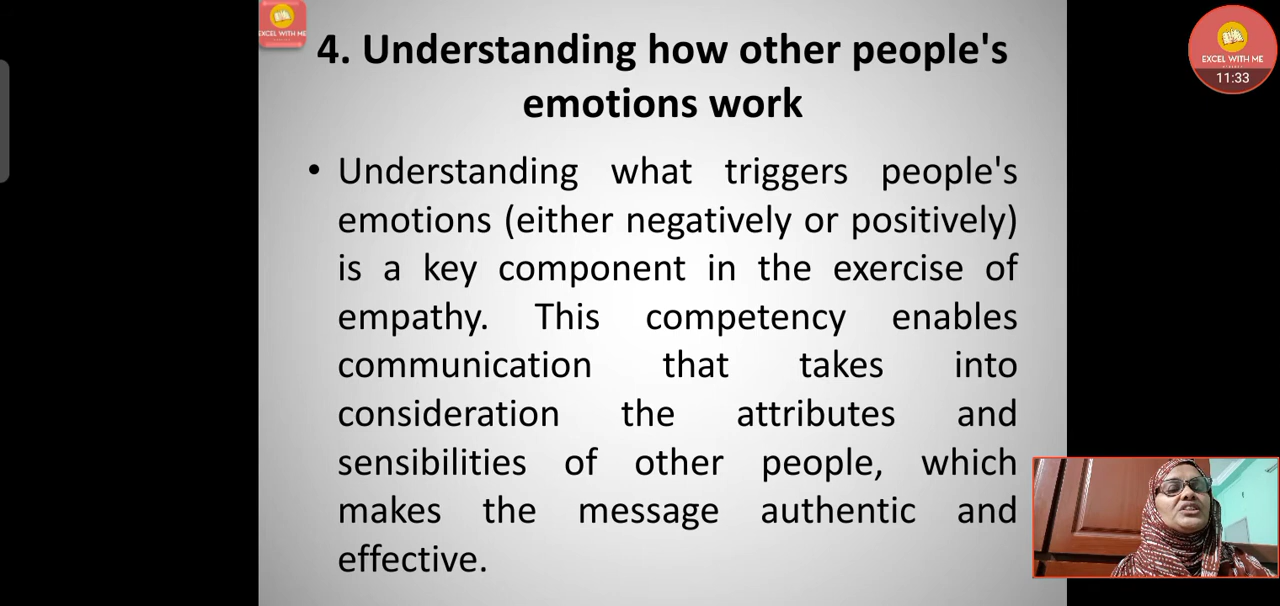 EXCEL WITH ME
4. Understanding how other people's
emotions work
• Understanding what triggers people's
emotions (either negatively or positively)
is a key component in the exercise of
empathy. This competency enables
communication that takes into
consideration the attributes and
sensibilities of other people, which
makes the message authentic and
effective.
EXCEL WITH ME
11:33